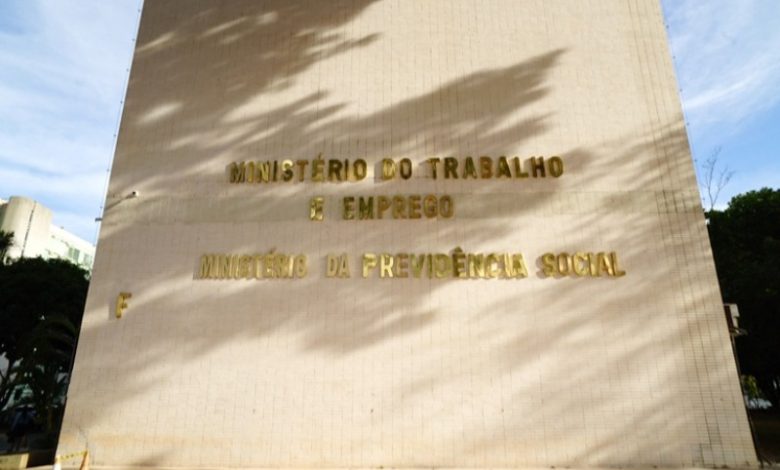 MINISTÉRIO DO TRABALHO
E EMPREGO
MINISTÉRIO DA PREVIDÊNCIA SOCIAL
F